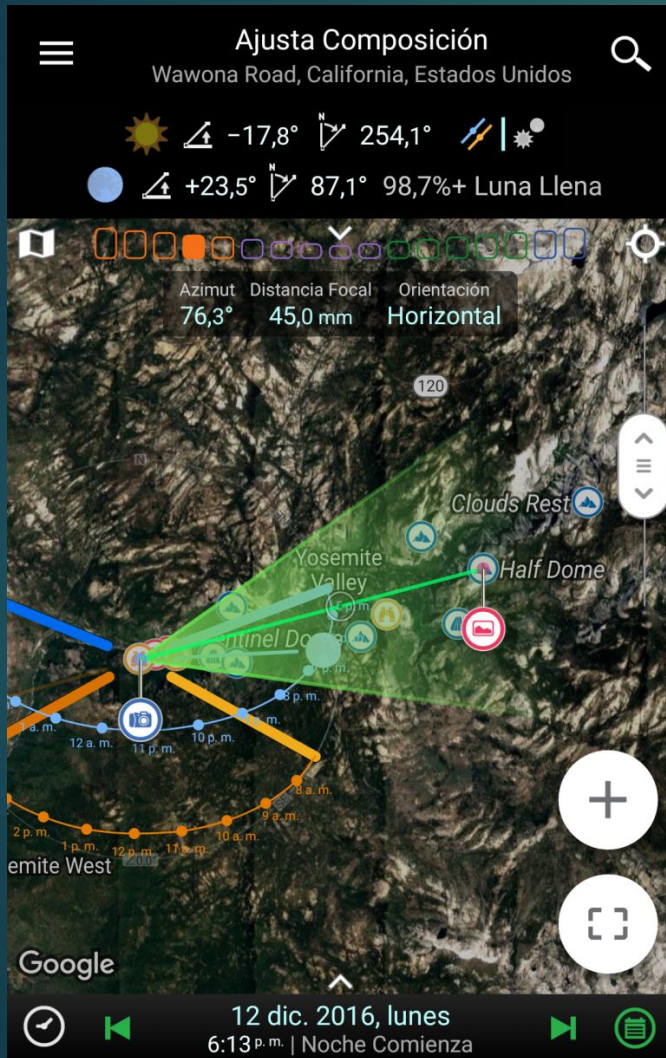 Ajusta Composición
Wawona Road, California, Estados Unidos
−17,8° N 254,1°
+23,5° N 87,1° 98,7%+ Luna Llena
Azimut Distancia Focal Orientación
76,3° 45,0 mm Horizontal
120
Clouds Rest
Yosemite
Valley
Half Dome
8 p. m.
1 a. m.
12 a. m.
11 p. m.
10 p. m.
8 a. m.
9 a. m.
10 a. m.
2 p. m.
1 p. m.
12 p. m.
11 a. m.
emite West
Google
12 dic. 2016, lunes
6:13 p. m. | Noche Comienza